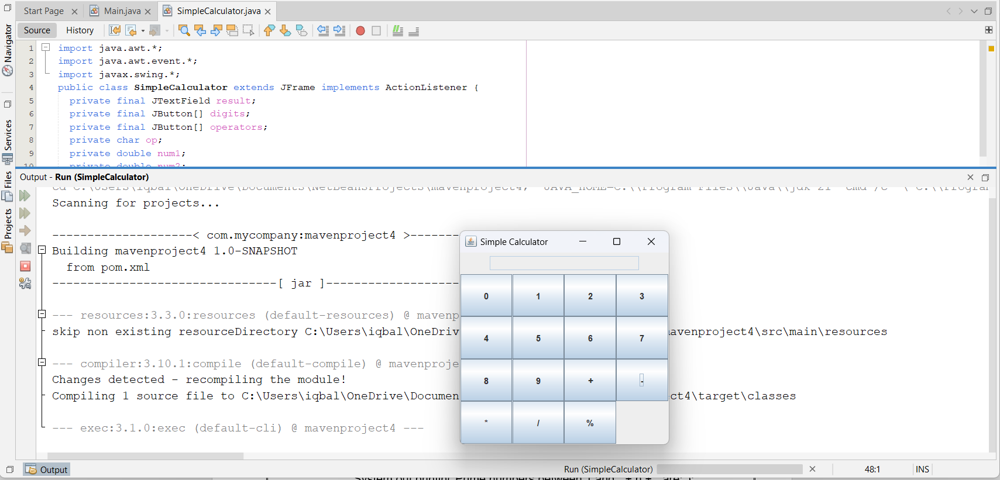 Start Page
Main.java
SimpleCalculator.java
Source
History
Navigator
Services
Files
Projects
1 import java.awt.*;
2 import java.awt.event.*;
3 import javax.swing.*;
4 public class SimpleCalculator extends JFrame implements ActionListener {
5 private final JTextField result;
6 private final JButton[] digits;
7 private final JButton[] operators;
8 private char op;
9 private double num1;
10 private double num2;
Output - Run (SimpleCalculator)
cd C:\Users\iqbal\OneDrive\Documents\NetBeansProjects\mavenproject4; "JAVA_HOME=C:\\Program Files\\Java\\jdk-21" cmd /c "\"C:\\Program
Scanning for projects...
--------------------< com.mycompany:mavenproject4 >-------
Building mavenproject4 1.0-SNAPSHOT
from pom.xml
--------------------------------[ jar ]-------------------
--- resources:3.3.0:resources (default-resources) @ mavenp
skip non existing resourceDirectory C:\Users\iqbal\OneDriv
avenproject4\src\main\resources
--- compiler:3.10.1:compile (default-compile) @ mavenproje
Changes detected - recompiling the module!
Compiling 1 source file to C:\Users\iqbal\OneDrive\Documen
ct4\target\classes
--- exec:3.1.0:exec (default-cli) @ mavenproject4 ---
Simple Calculator
0 1 2 3
4 5 6 7
8 9 + -
* / %
Output
Run (SimpleCalculator)
48:1
INS